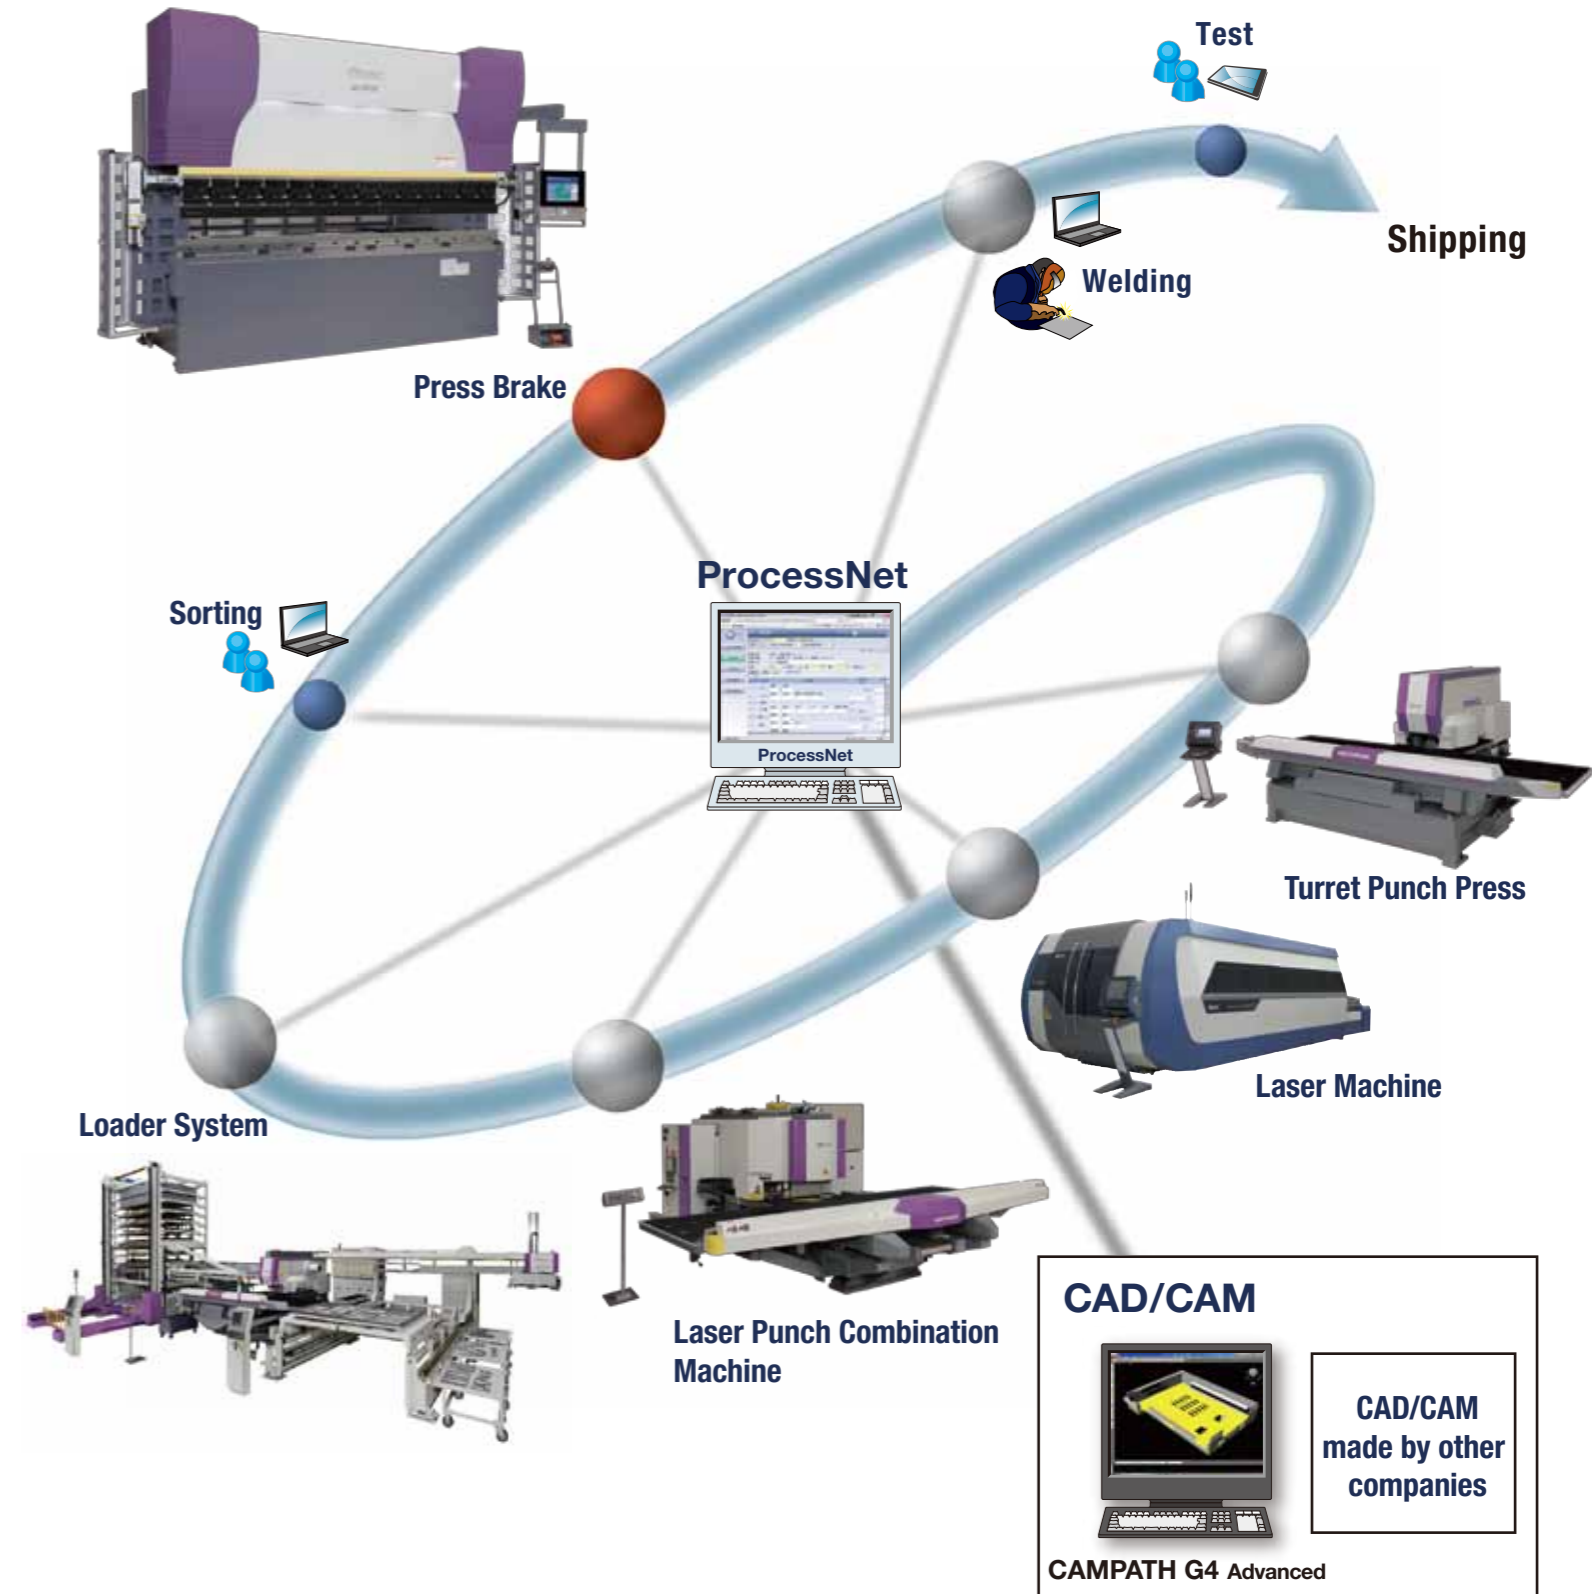 Test
Shipping
Welding
Press Brake
ProcessNet
Sorting
ProcessNet
Turret Punch Press
Laser Machine
Loader System
Laser Punch Combination
Machine
CAD/CAM
CAD/CAM
made by other
companies
CAMPATH G4 Advanced